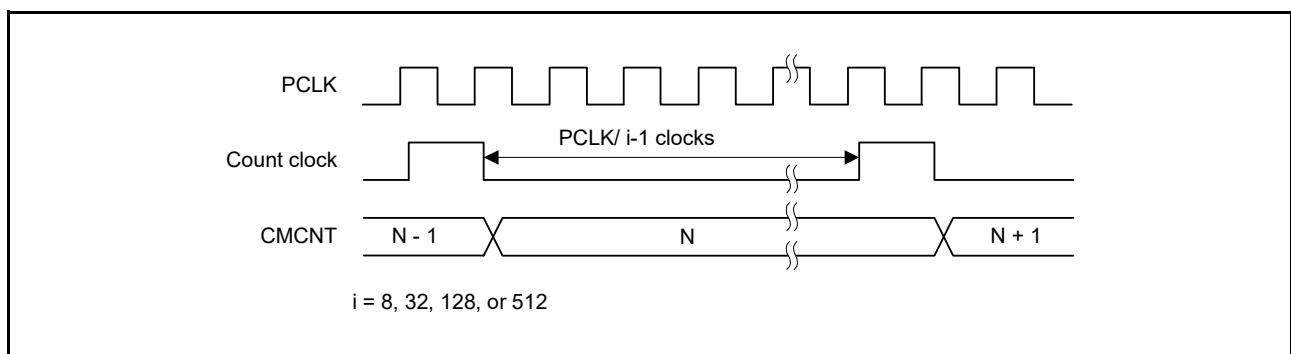 PCLK
PCLK/ i-1 clocks
Count clock
CMCNT
N - 1
N
N + 1
i = 8, 32, 128, or 512